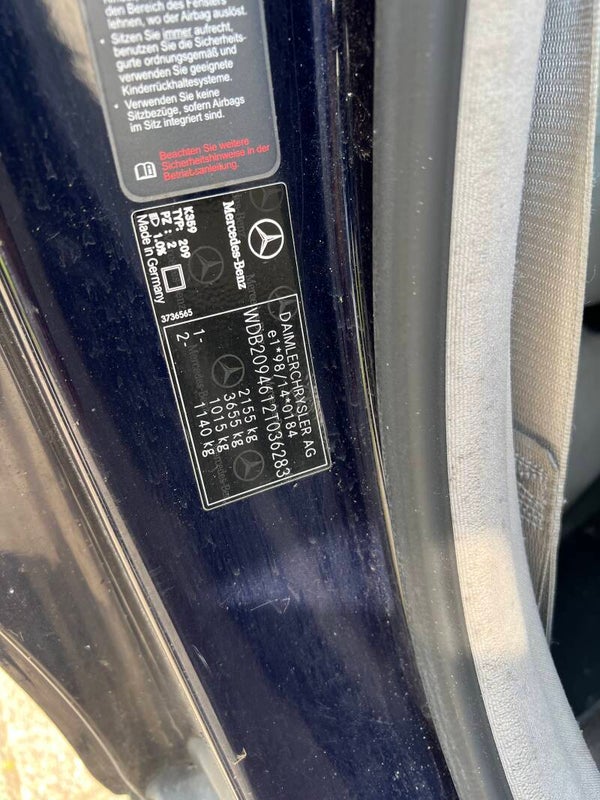 den Bereich des Fensters
lehnen, wo der Airbag auslöst.
• Sitzen Sie immer aufrecht,
benutzen Sie die Sicherheits-
gurte ordnungsgemäß und
verwenden Sie geeignete
Kinderrückhaltesysteme.
• Verwenden Sie keine
Sitzbezüge, sofern Airbags
im Sitz integriert sind.
Beachten Sie weitere
Sicherheitshinweise in der
Betriebsanleitung.
Mercedes-Benz
K359
TYP: 209
PZ: 2
1.0%
Made in Germany
3736565
DAIMLERCHRYSLER AG
e1*98/14*0184
WDB2094612T036283
2155 kg
3655 kg
1- 1015 kg
2- 1140 kg